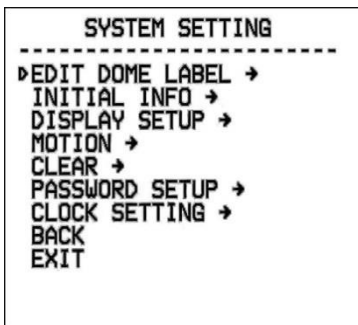 SYSTEM SETTING
EDIT DOME LABEL →
INITIAL INFO →
DISPLAY SETUP →
MOTION →
CLEAR →
PASSWORD SETUP →
CLOCK SETTING →
BACK
EXIT